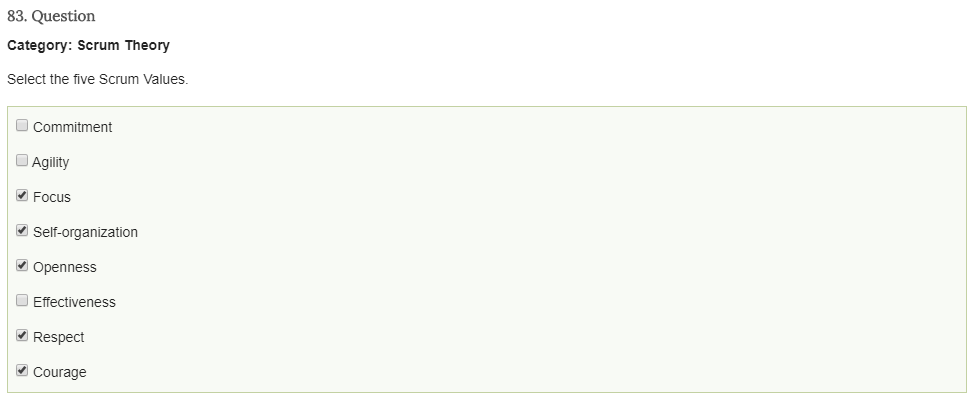 83. Question
Category: Scrum Theory
Select the five Scrum Values.
Commitment
Agility
Focus
Self-organization
Openness
Effectiveness
Respect
Courage